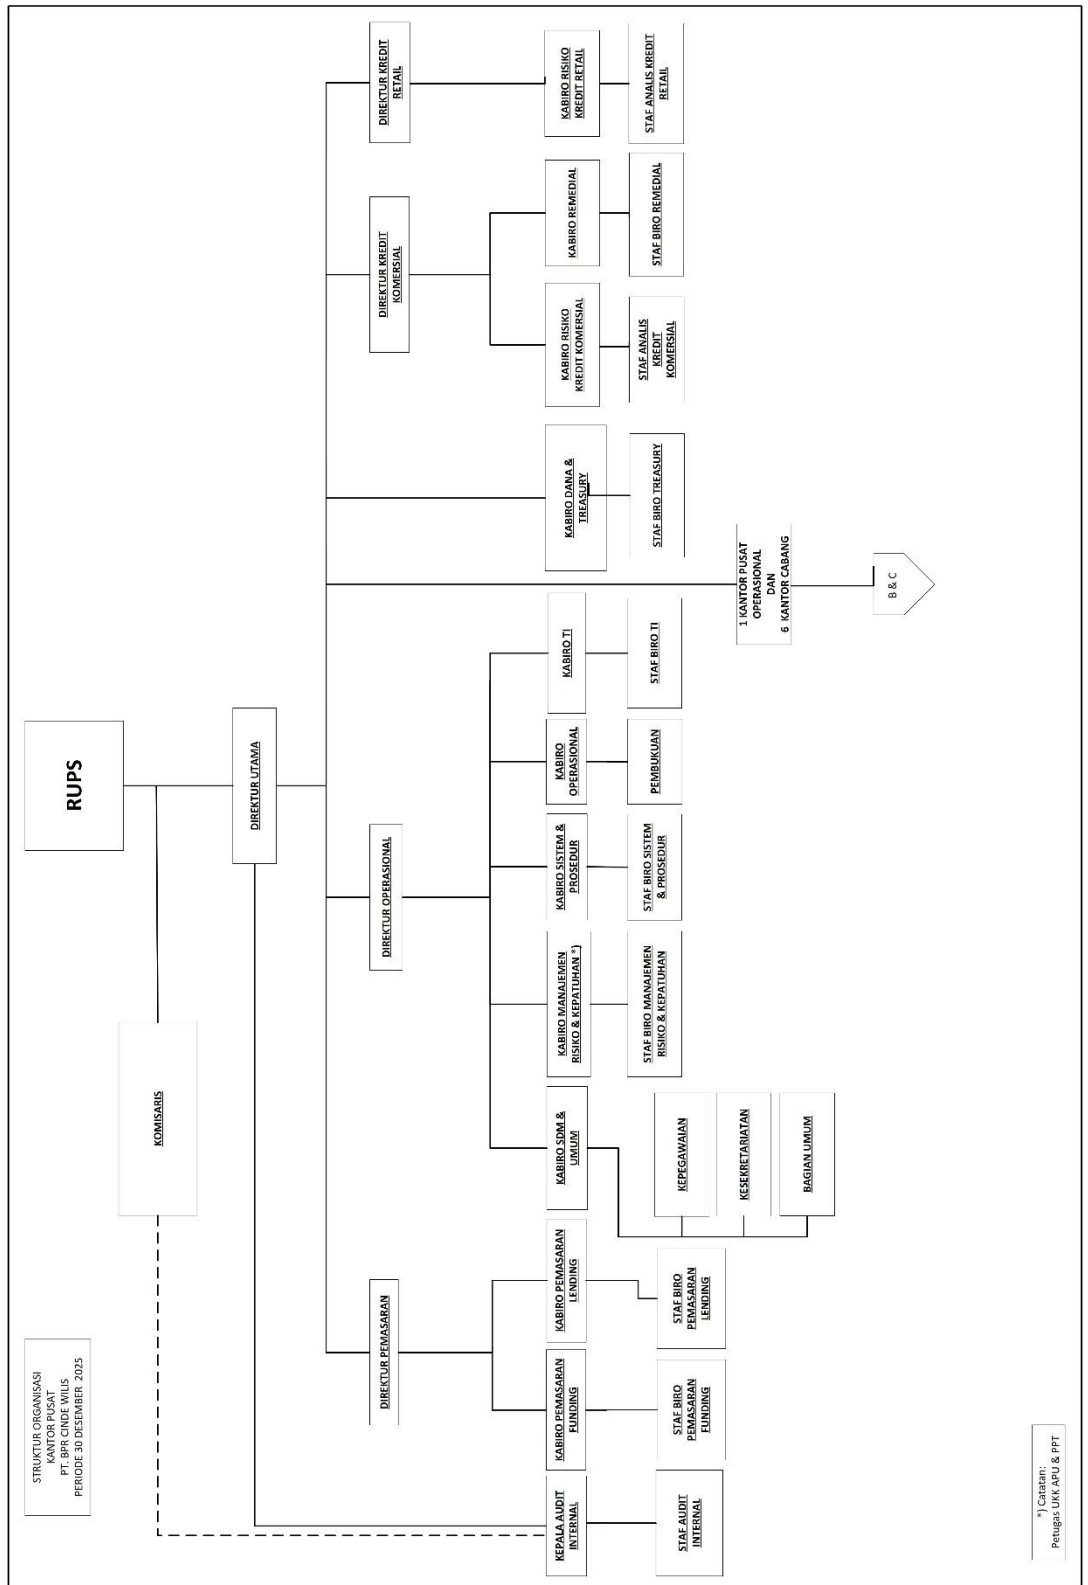 STRUKTUR ORGANISASI
KANTOR PUSAT
PT. BPR CINDE WILIS
PERIODE 30 DESEMBER 2025
RUPS
KOMISARIS
DIREKTUR UTAMA
DIREKTUR PEMASARAN
DIREKTUR OPERASIONAL
DIREKTUR KREDIT
KOMERSIAL
DIREKTUR KREDIT
RETAIL
KEPALA AUDIT
INTERNAL
KABIRO PEMASARAN
FUNDING
KABIRO PEMASARAN
LENDING
KABIRO SDM &
UMUM
KABIRO MANAJEMEN
RISIKO & KEPATUHAN *)
KABIRO SISTEM &
PROSEDUR
KABIRO
OPERASIONAL
KABIRO TI
KABIRO DANA &
TREASURY
KABIRO RISIKO
KREDIT KOMERSIAL
KABIRO REMEDIAL
KABIRO RISIKO
KREDIT RETAIL
STAF AUDIT
INTERNAL
STAF BIRO
PEMASARAN
FUNDING
STAF BIRO
PEMASARAN
LENDING
KEPEGAWAIAN
KESEKRETARIATAN
BAGIAN UMUM
STAF BIRO MANAJEMEN
RISIKO & KEPATUHAN
STAF BIRO SISTEM
& PROSEDUR
PEMBUKUAN
STAF BIRO TI
STAF BIRO TREASURY
STAF ANALIS
KREDIT
KOMERSIAL
STAF BIRO REMEDIAL
STAF ANALIS KREDIT
RETAIL
1 KANTOR PUSAT
OPERASIONAL
DAN
6 KANTOR CABANG
B & C
*) Catatan:
Petugas UKK APU & PPT